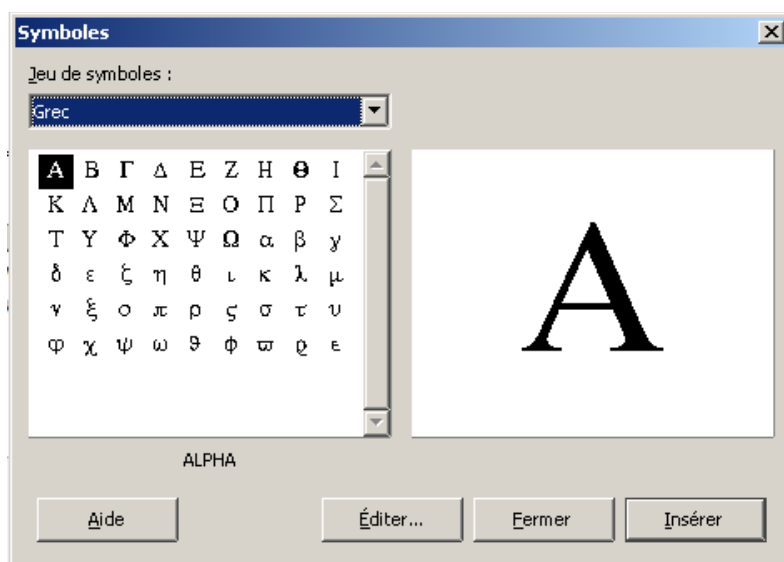 Symboles
Jeu de symboles :
Grec
Α Β Γ Δ Ε Ζ Η Θ Ι
Κ Λ Μ Ν Ξ Ο Π Ρ Σ
Τ Υ Φ Χ Ψ Ω α β γ
δ ε ζ η θ ι κ λ μ
ν ξ ο π ρ ς σ τ υ
φ χ ψ ω ϑ ϕ ϖ ϱ ϵ
Α
ALPHA
Aide
Éditer...
Fermer
Insérer